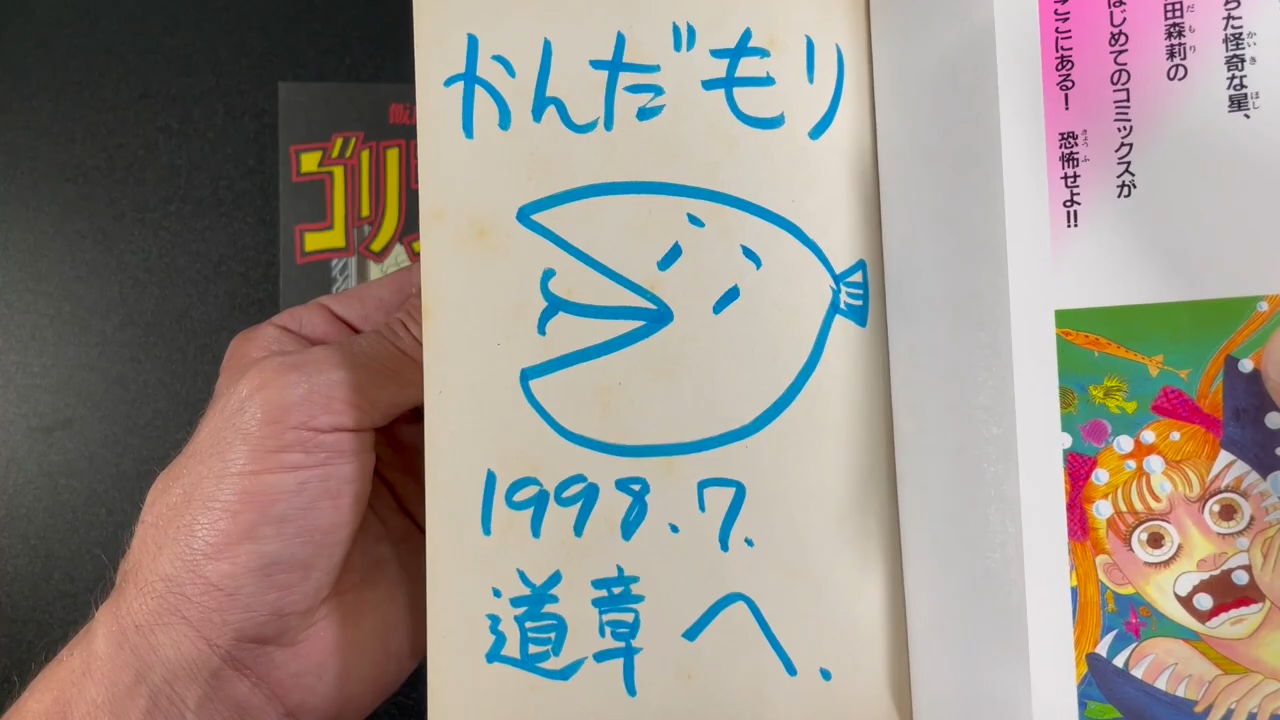 かんだもり
1998.7.
道章へ.
ゴリ
た怪奇な星、
田森莉の
はじめてのコミックスが
ここにある! 恐怖せよ!!